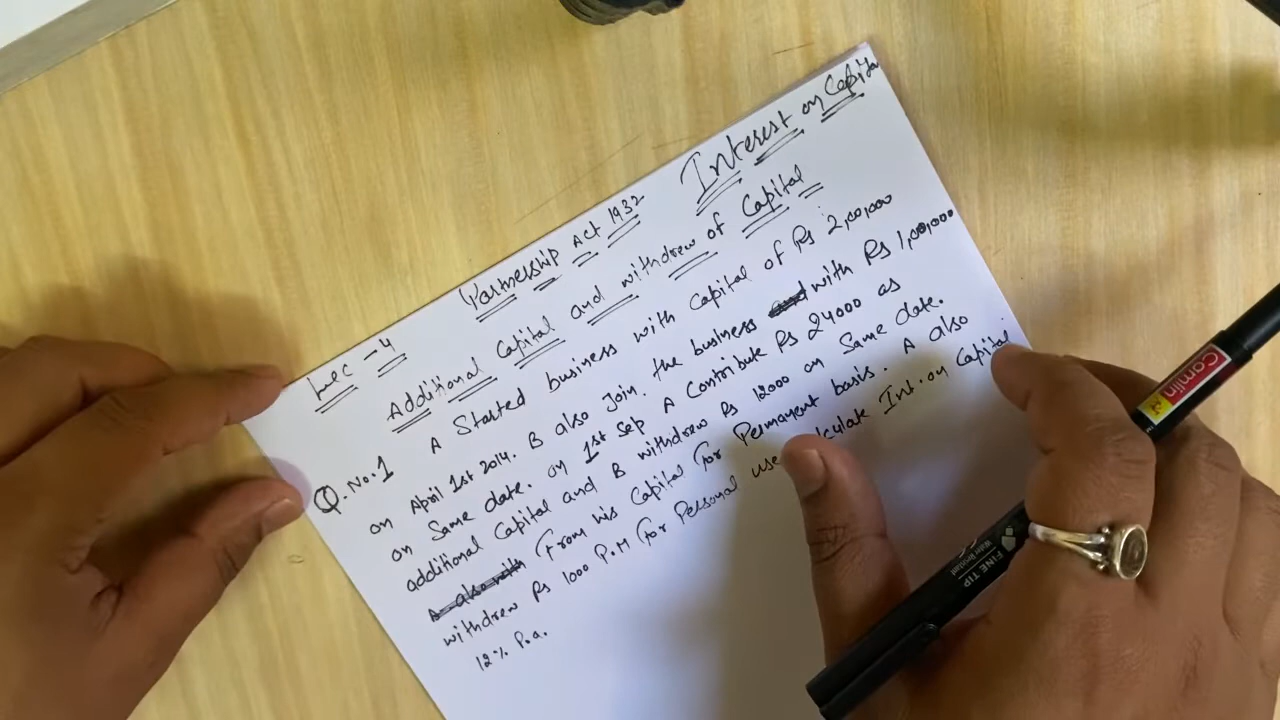 Interest on Capital
Lec - 4 Partnership Act 1932
Additional Capital and withdrew of Capital
Q.No.1 A Started business with Capital of Rs 2,00,000
on April 1st 2014. B also Join. the business with Rs 1,00,000
on Same date. on 1st Sep A Contribute Rs 24000 as
additional Capital and B withdrew Rs 12000 on Same date.
from his Capital for Permanent basis. A also
withdrew Rs 1000 P.M for Personal use Int. on Capital
12% P.a.
Camlin
FINE TIP